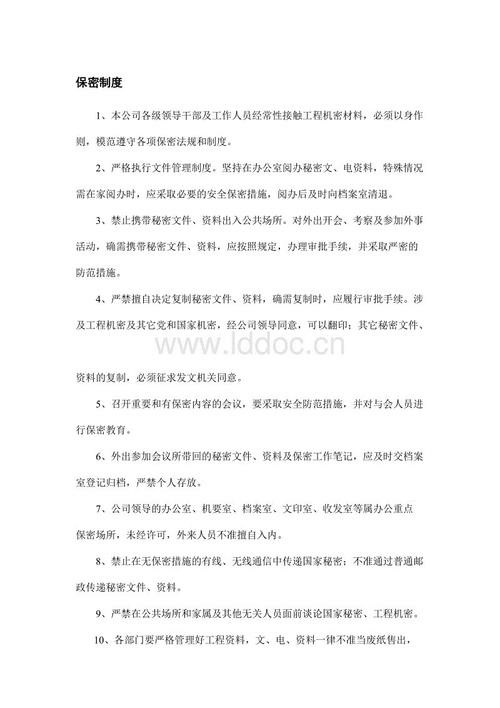 保密制度
1、本公司各级领导干部及工作人员经常性接触工程机密材料，必须以身作
则，模范遵守各项保密法规和制度。
2、严格执行文件管理制度。坚持在办公室阅办秘密文、电资料，特殊情况
需在家阅办时，应采取必要的安全保密措施，阅办后及时向档案室清退。
3、禁止携带秘密文件、资料出入公共场所。对外出开会、考察及参加外事
活动，确需携带秘密文件、资料，应按照规定，办理审批手续，并采取严密的
防范措施。
4、严禁擅自决定复制秘密文件、资料，确需复制时，应履行审批手续。涉
及工程机密及其它党和国家机密，经公司领导同意，可以翻印；其它秘密文件、
www.lddoc.cn
资料的复制，必须征求发文机关同意。
5、召开重要和有保密内容的会议，要采取安全防范措施，并对与会人员进
行保密教育。
6、外出参加会议所带回的秘密文件、资料及保密工作笔记，应及时交档案
室登记归档，严禁个人存放。
7、公司领导的办公室、机要室、档案室、文印室、收发室等属办公重点
保密场所，未经许可，外来人员不准擅自入内。
8、禁止在无保密措施的有线、无线通信中传递国家秘密；不准通过普通邮
政传递秘密文件、资料。
9、严禁在公共场所和家属及其他无关人员面前谈论国家秘密、工程机密。
10、各部门要严格管理好工程资料，文、电、资料一律不准当废纸售出，